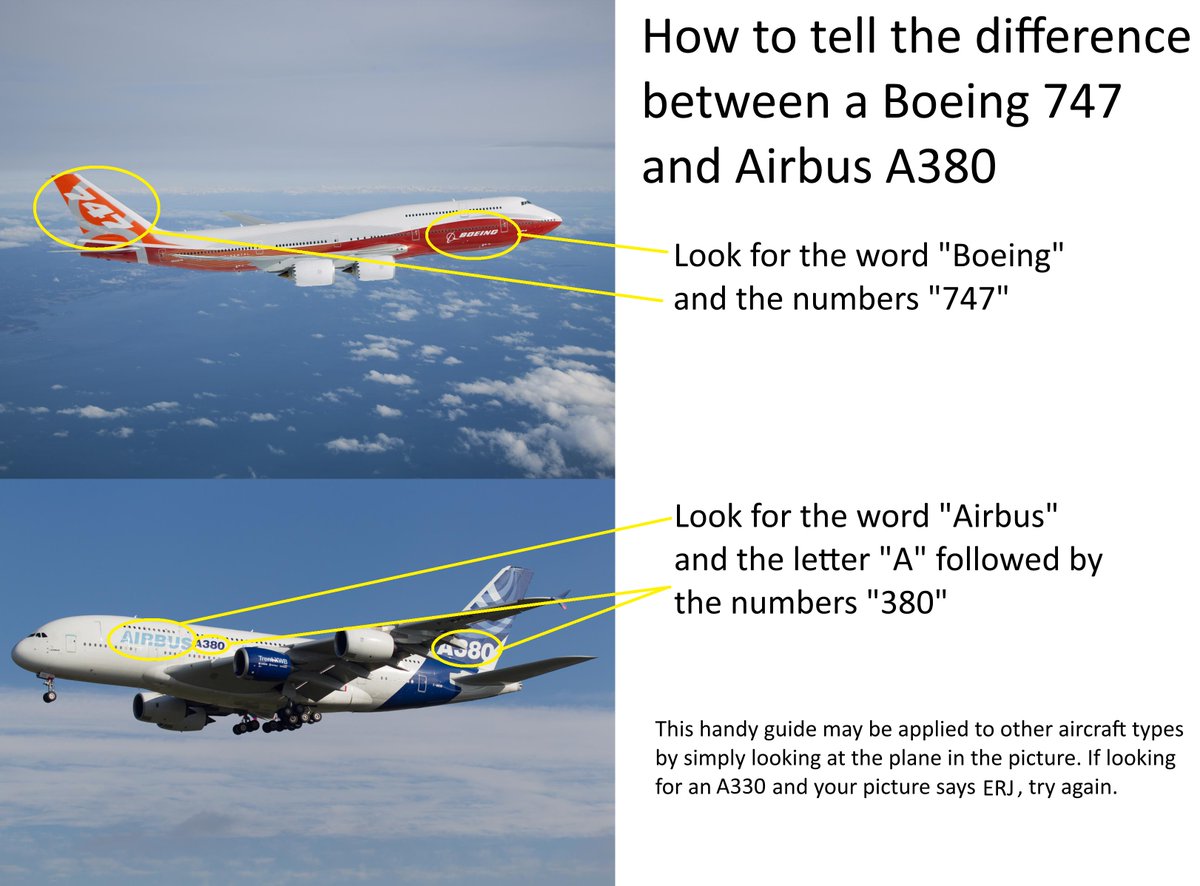 How to tell the difference
between a Boeing 747
and Airbus A380
747
BOEING
Look for the word "Boeing"
and the numbers "747"
Look for the word "Airbus"
and the letter "A" followed by
the numbers "380"
AIRBUS A380
A380
This handy guide may be applied to other aircraft types
by simply looking at the plane in the picture. If looking
for an A330 and your picture says ERJ, try again.